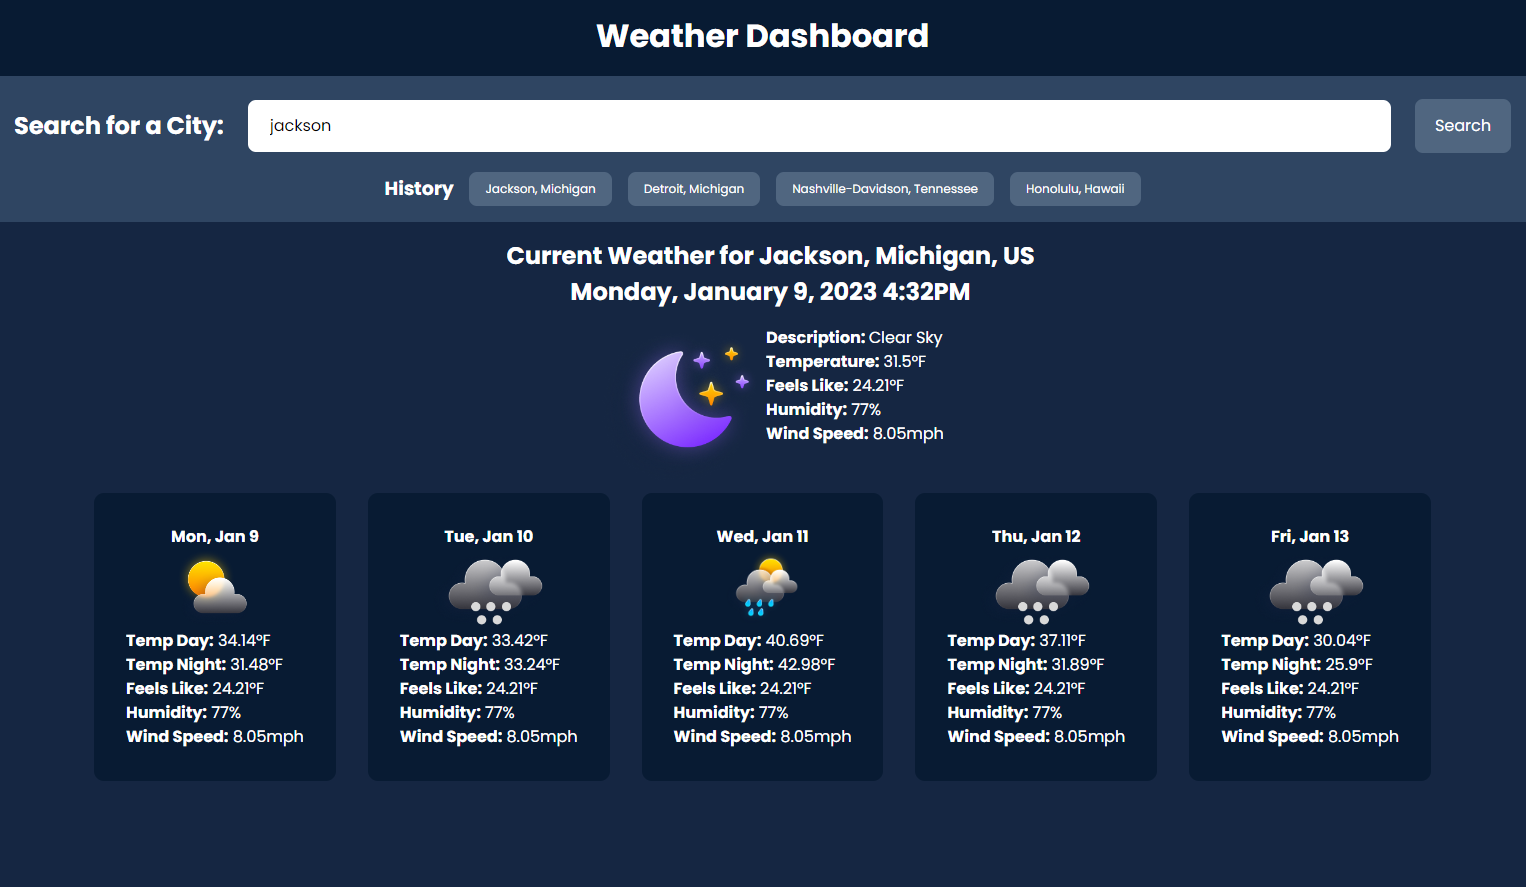 Weather Dashboard
Search for a City:
jackson
Search
History
Jackson, Michigan
Detroit, Michigan
Nashville-Davidson, Tennessee
Honolulu, Hawaii
Current Weather for Jackson, Michigan, US
Monday, January 9, 2023 4:32PM
Description: Clear Sky
Temperature: 31.5°F
Feels Like: 24.21°F
Humidity: 77%
Wind Speed: 8.05mph
Mon, Jan 9
Temp Day: 34.14°F
Temp Night: 31.48°F
Feels Like: 24.21°F
Humidity: 77%
Wind Speed: 8.05mph
Tue, Jan 10
Temp Day: 33.42°F
Temp Night: 33.24°F
Feels Like: 24.21°F
Humidity: 77%
Wind Speed: 8.05mph
Wed, Jan 11
Temp Day: 40.69°F
Temp Night: 42.98°F
Feels Like: 24.21°F
Humidity: 77%
Wind Speed: 8.05mph
Thu, Jan 12
Temp Day: 37.11°F
Temp Night: 31.89°F
Feels Like: 24.21°F
Humidity: 77%
Wind Speed: 8.05mph
Fri, Jan 13
Temp Day: 30.04°F
Temp Night: 25.9°F
Feels Like: 24.21°F
Humidity: 77%
Wind Speed: 8.05mph